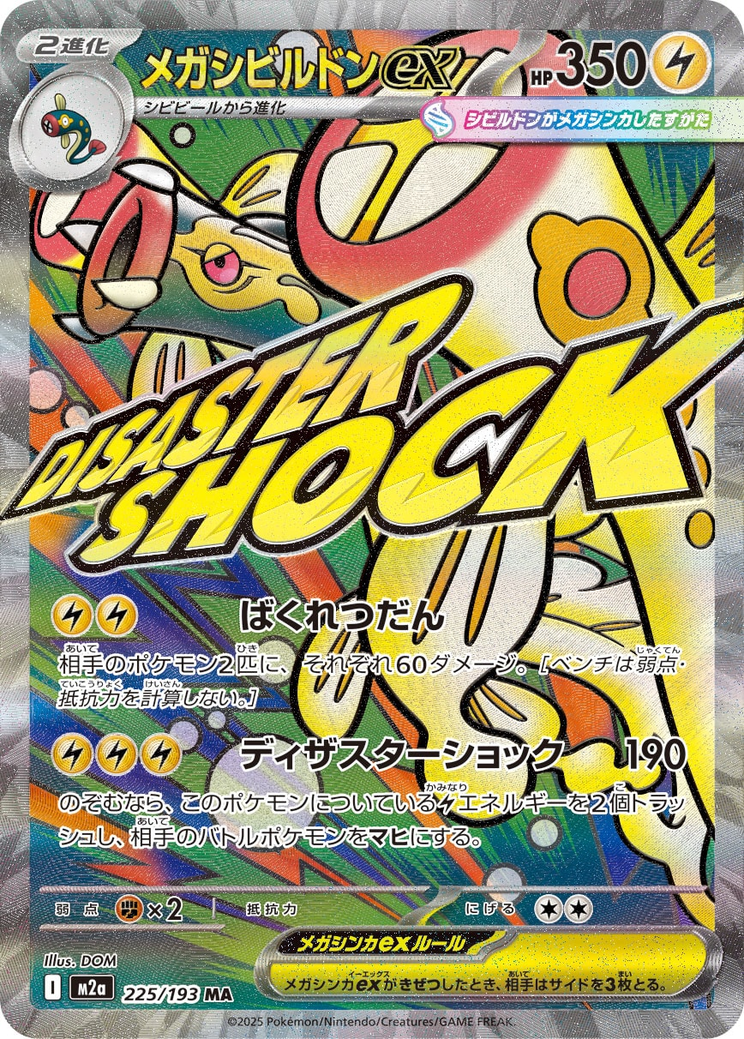 2進化
メガシビルドンex HP350
シビビールから進化
シビルドンがメガシンカしたすがた
DISASTER
SHOCK
ばくれつだん
相手のポケモン2匹に、それぞれ60ダメージ。[ベンチは弱点・
抵抗力を計算しない。]
ディザスターショック 190
のぞむなら、このポケモンについているエネルギーを2個トラッ
シュし、相手のバトルポケモンをマヒにする。
弱点 ×2 抵抗力 にげる
Illus. DOM
メガシンカexルール
メガシンカexがきぜつしたとき、相手はサイドを3枚とる。
I m2a 225/193 MA
©2025 Pokémon/Nintendo/Creatures/GAME FREAK.